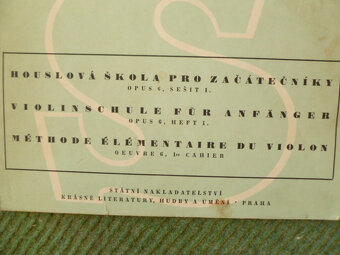 HOUSLOVÁ ŠKOLA PRO ZAČÁTEČNÍKY
OPUS 6, SEŠIT 1.
VIOLINSCHULE FÜR ANFÄNGER
OPUS 6, HEFT 1.
MÉTHODE ÉLÉMENTAIRE DU VIOLON
OEUVRE 6, 1er CAHIER
STÁTNÍ NAKLADATELSTVÍ
KRÁSNÉ LITERATURY, HUDBY A UMĚNÍ · PRAHA